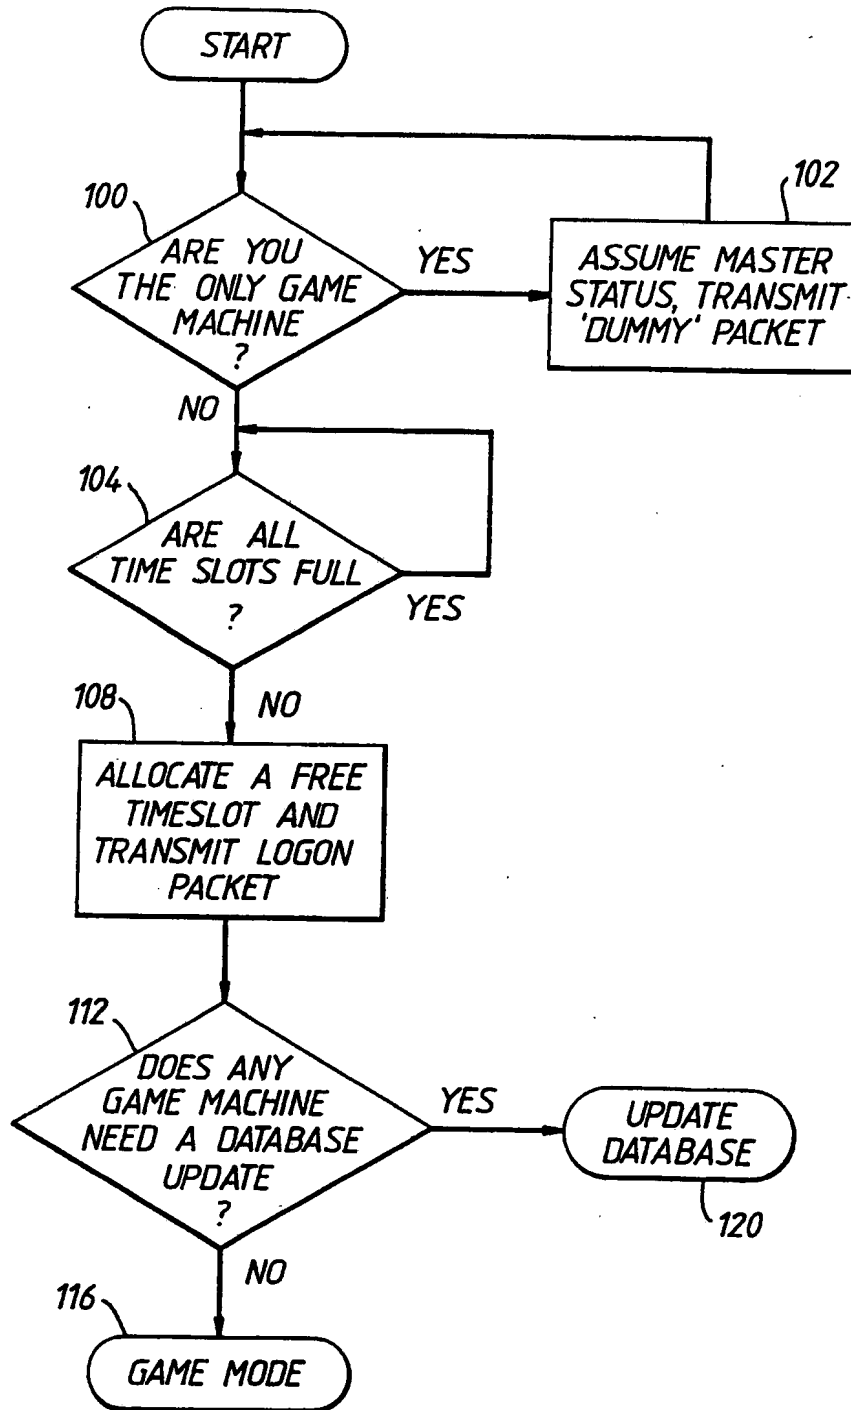 START
100
ARE YOU
THE ONLY GAME
MACHINE
?
YES
102
ASSUME MASTER
STATUS, TRANSMIT
'DUMMY' PACKET
NO
104
ARE ALL
TIME SLOTS FULL
?
YES
NO
108
ALLOCATE A FREE
TIMESLOT AND
TRANSMIT LOGON
PACKET
112
DOES ANY
GAME MACHINE
NEED A DATABASE
UPDATE
?
YES
UPDATE
DATABASE
120
NO
116
GAME MODE